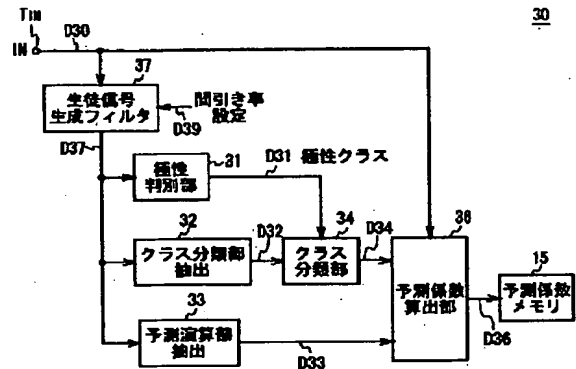 30
TIN
IN
D30
37
生徒信号
生成フィルタ
間引き率
設定
D39
D37
31
極性
判別部
D31 極性クラス
32
クラス分類部
抽出
D32
34
クラス
分類部
D34
36
予測係数
算出部
15
予測係数
メモリ
D36
33
予測演算部
抽出
D33